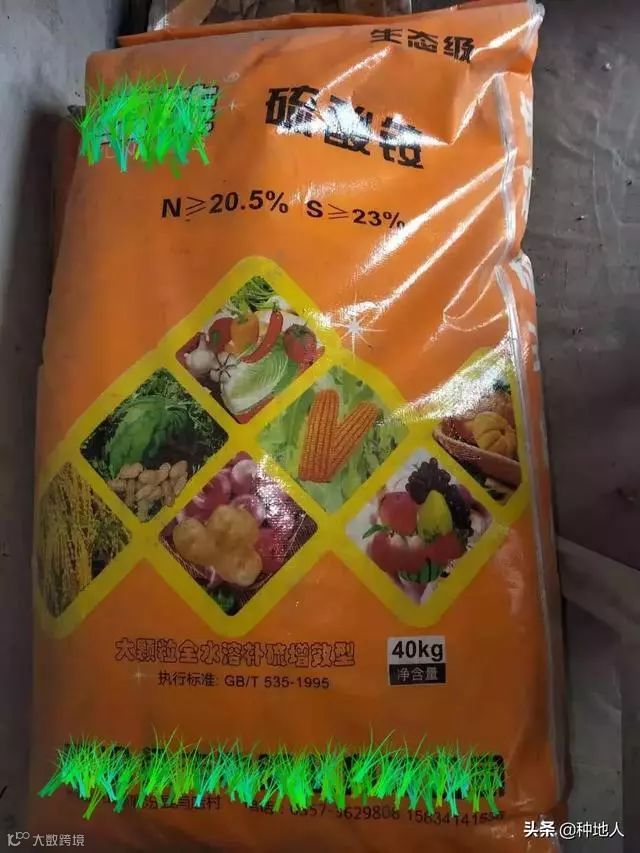 生态级
硫酸铵
N≥20.5% S≥23%
大颗粒全水溶补硫增效型
执行标准: GB/T 535-1995
40kg
净含量
大数跨境
头条 @种地人